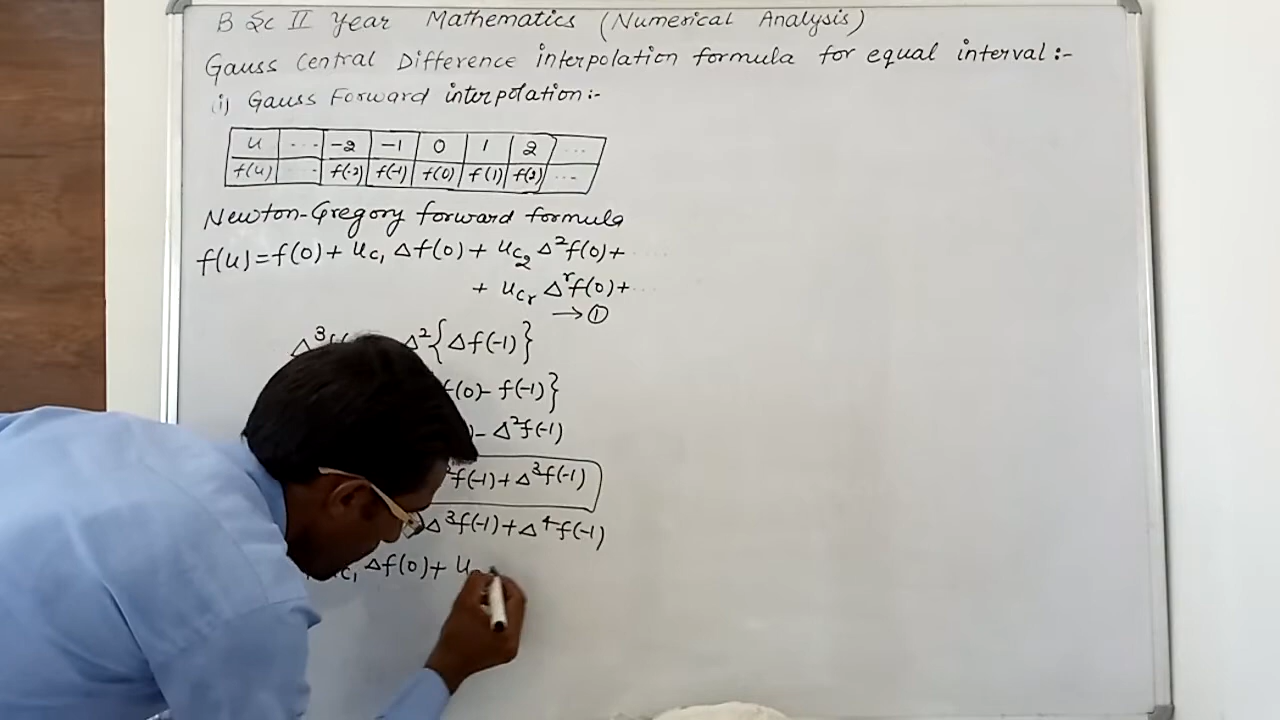 B Sc II Year Mathematics (Numerical Analysis)
Gauss Central Difference interpolation formula for equal interval:-
(i) Gauss Forward interpolation:-
u ... -2 -1 0 1 2 ...
f(u) ... f(-2) f(-1) f(0) f(1) f(2) ...
Newton-Gregory forward formula
f(u) = f(0) + uc₁ Δf(0) + uc₂ Δ²f(0) + ......
+ ucᵣ Δʳf(0) + ....
→ ①
Δ³ Δ²{Δf(-1)}
(0) - f(-1)}
- Δ²f(-1)
f(-1) + Δ³f(-1)
Δ³f(-1) + Δ⁴f(-1)
c₁ Δf(0) + u